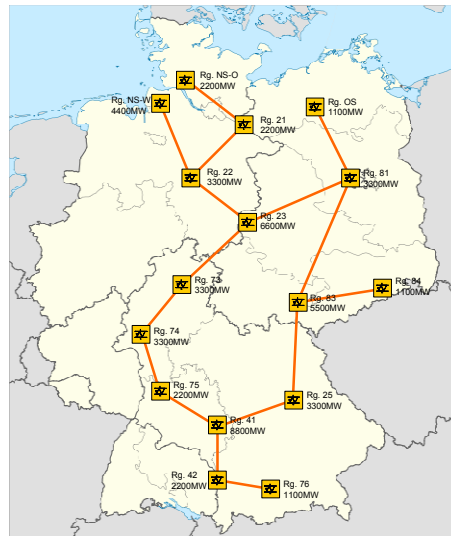 Rg. NS-O
2200MW
Rg. NS-W
4400MW
Rg. OS
1100MW
Rg. 21
2200MW
Rg. 22
3300MW
Rg. 81
3300MW
Rg. 23
6600MW
Rg. 73
3300MW
Rg. 84
1100MW
Rg. 83
5500MW
Rg. 74
3300MW
Rg. 75
2200MW
Rg. 25
3300MW
Rg. 41
8800MW
Rg. 42
2200MW
Rg. 76
1100MW